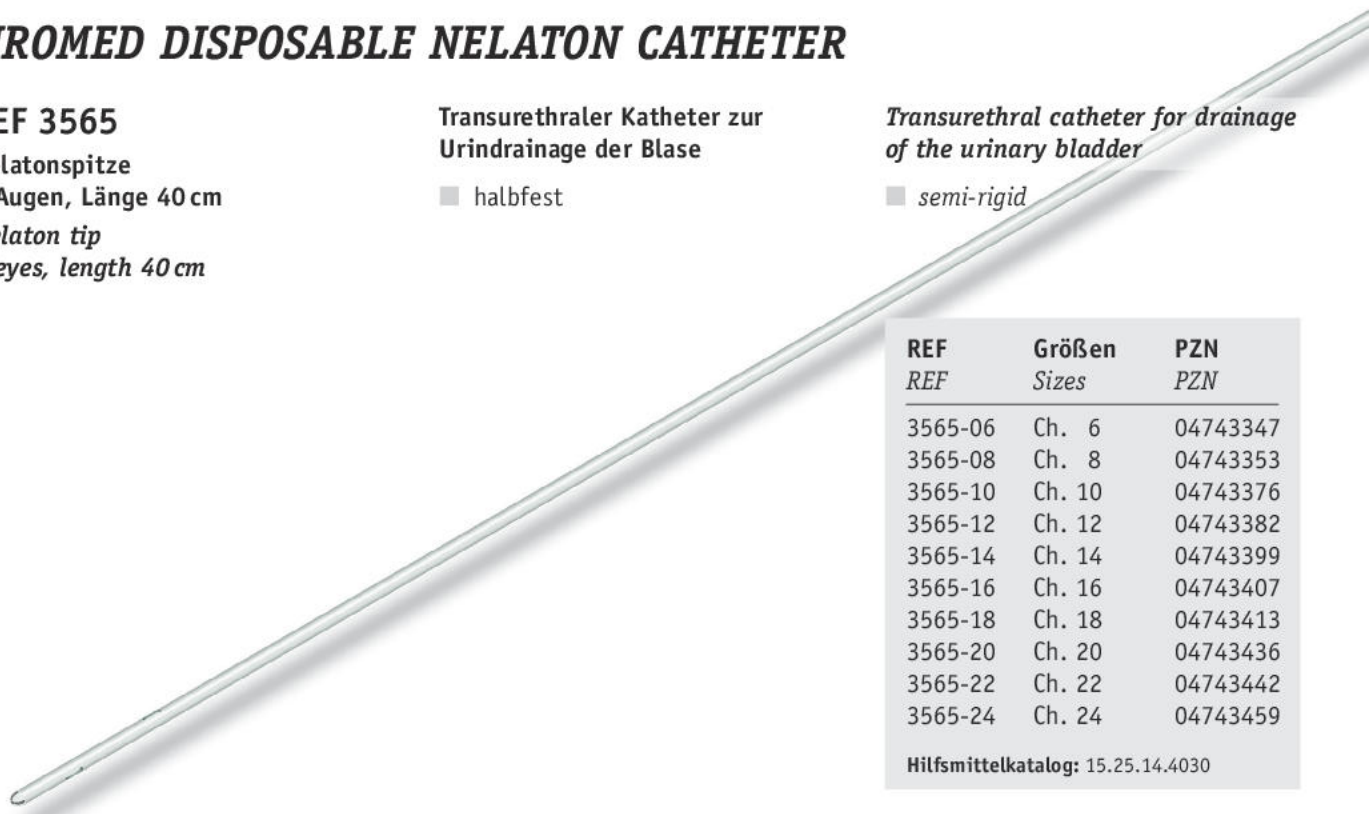 ROMED DISPOSABLE NELATON CATHETER
EF 3565
latonspitze
Augen, Länge 40 cm
laton tip
eyes, length 40 cm
Transurethraler Katheter zur
Urindrainage der Blase
halbfest
Transurethral catheter for drainage
of the urinary bladder
semi-rigid
REF Größen PZN
REF Sizes PZN
3565-06 Ch. 6 04743347
3565-08 Ch. 8 04743353
3565-10 Ch. 10 04743376
3565-12 Ch. 12 04743382
3565-14 Ch. 14 04743399
3565-16 Ch. 16 04743407
3565-18 Ch. 18 04743413
3565-20 Ch. 20 04743436
3565-22 Ch. 22 04743442
3565-24 Ch. 24 04743459
Hilfsmittelkatalog: 15.25.14.4030